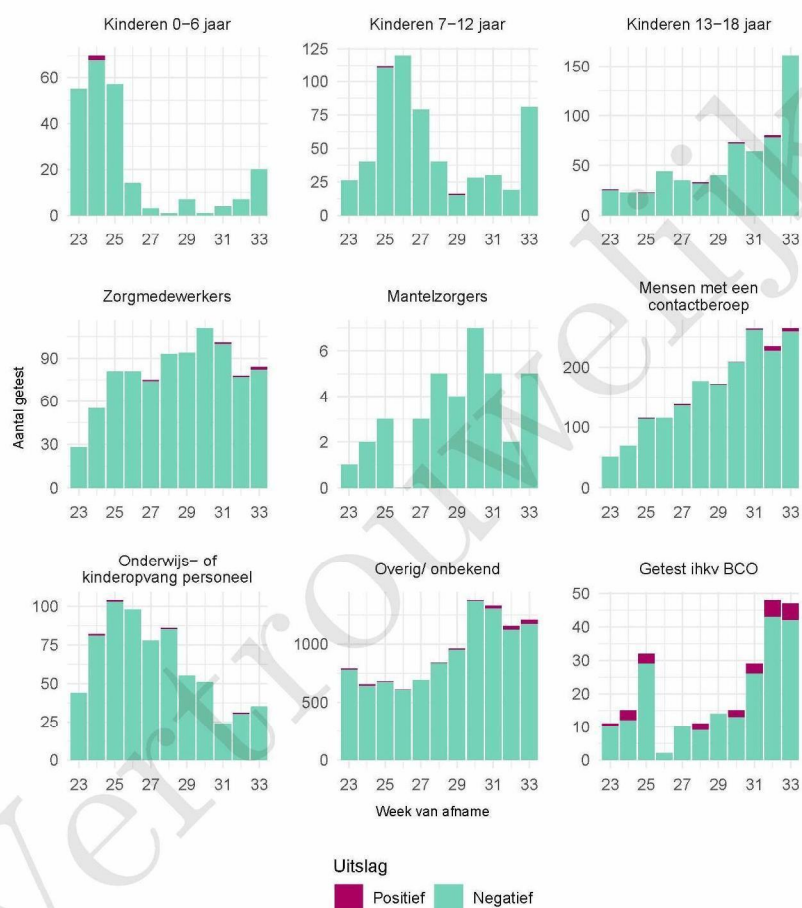 Kinderen 0−6 jaar
Kinderen 7−12 jaar
Kinderen 13−18 jaar
60
40
20
0
23 25 27 29 31 33
125
100
75
50
25
0
23 25 27 29 31 33
150
100
50
0
23 25 27 29 31 33
Zorgmedewerkers
Mantelzorgers
Mensen met een
contactberoep
Aantal getest
90
60
30
0
23 25 27 29 31 33
6
4
2
0
23 25 27 29 31 33
200
100
0
23 25 27 29 31 33
Onderwijs− of
kinderopvang personeel
Overig/ onbekend
Getest ihkv BCO
100
75
50
25
0
23 25 27 29 31 33
1000
500
0
23 25 27 29 31 33
50
40
30
20
10
0
23 25 27 29 31 33
Week van afname
Uitslag
Positief Negatief
Vertrouwelijk